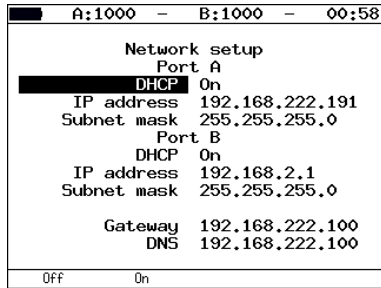 A:1000 – B:1000 – 00:58
Network setup
Port A
DHCP On
IP address 192.168.222.191
Subnet mask 255.255.255.0
Port B
DHCP On
IP address 192.168.2.1
Subnet mask 255.255.255.0
Gateway 192.168.222.100
DNS 192.168.222.100
Off On